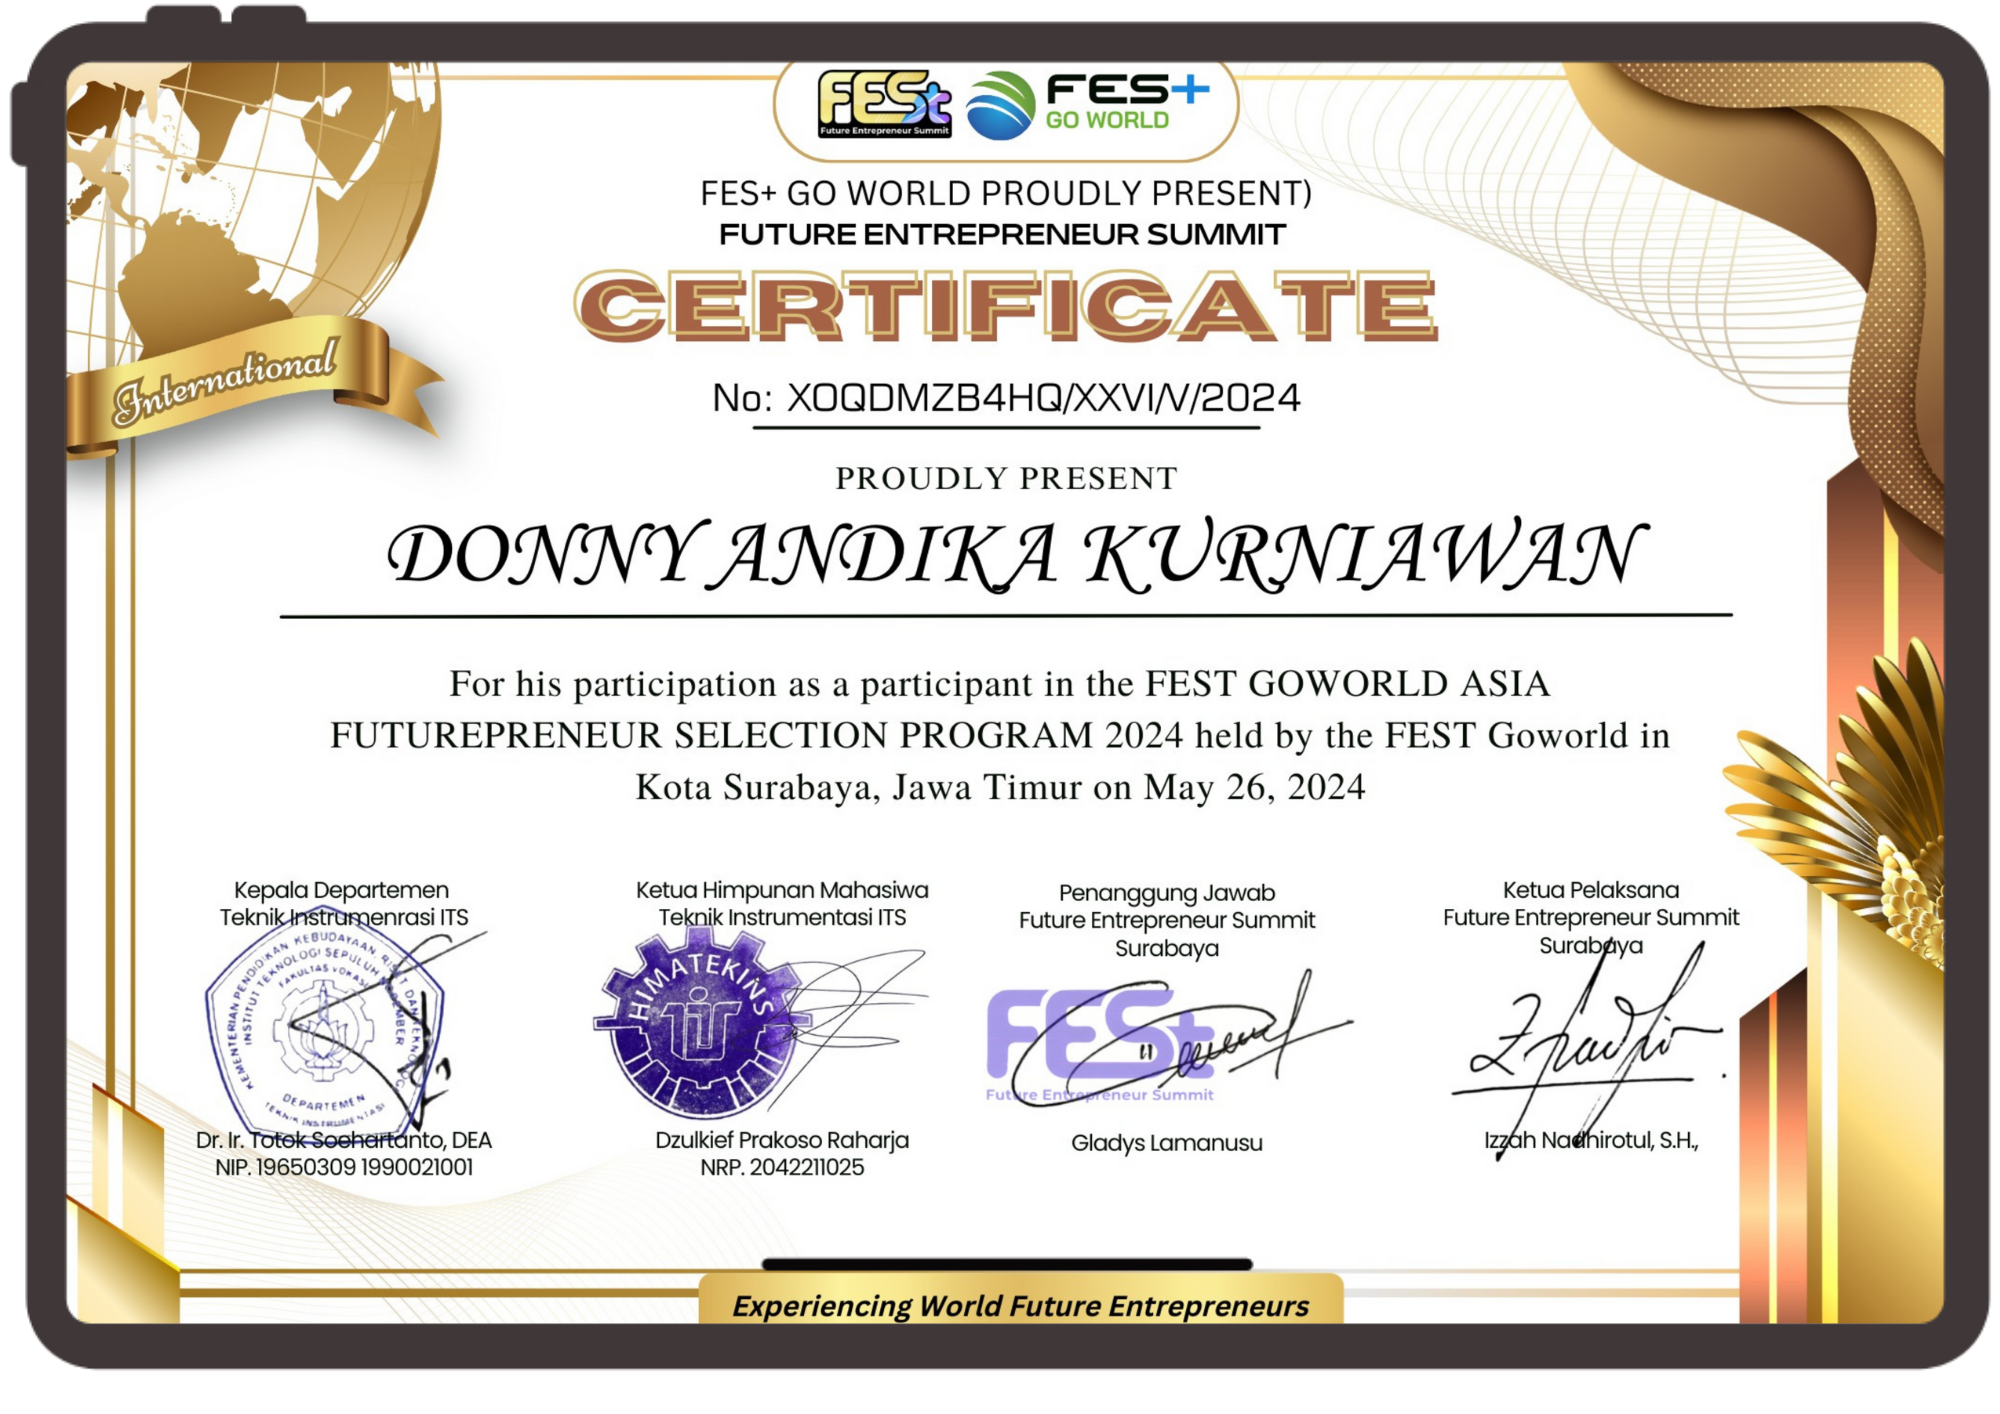 FESt
Future Entrepreneur Summit
FES+
GO WORLD
FES+ GO WORLD PROUDLY PRESENT)
FUTURE ENTREPRENEUR SUMMIT
CERTIFICATE
International
No: XOQDMZB4HQ/XXVI/V/2024
PROUDLY PRESENT
DONNY ANDIKA KURNIAWAN
For his participation as a participant in the FEST GOWORLD ASIA
FUTUREPRENEUR SELECTION PROGRAM 2024 held by the FEST Goworld in
Kota Surabaya, Jawa Timur on May 26, 2024
Kepala Departemen
Teknik Instrumenrasi ITS
KEMENTERIAN PENDIDIKAN KEBUDAYAAN, RISET DAN TEKNOLOGI
INSTITUT TEKNOLOGI SEPULUH NOPEMBER
FAKULTAS VOKASI
DEPARTEMEN
TEKNIK INSTRUMENTASI
Dr. Ir. Totok Soehartanto, DEA
NIP. 19650309 1990021001
Ketua Himpunan Mahasiwa
Teknik Instrumentasi ITS
HIMATEKINS
Dzulkief Prakoso Raharja
NRP. 2042211025
Penanggung Jawab
Future Entrepreneur Summit
Surabaya
FESt
Future Entrepreneur Summit
Gladys Lamanusu
Ketua Pelaksana
Future Entrepreneur Summit
Surabaya
Izzah Nadhirotul, S.H.,
Experiencing World Future Entrepreneurs